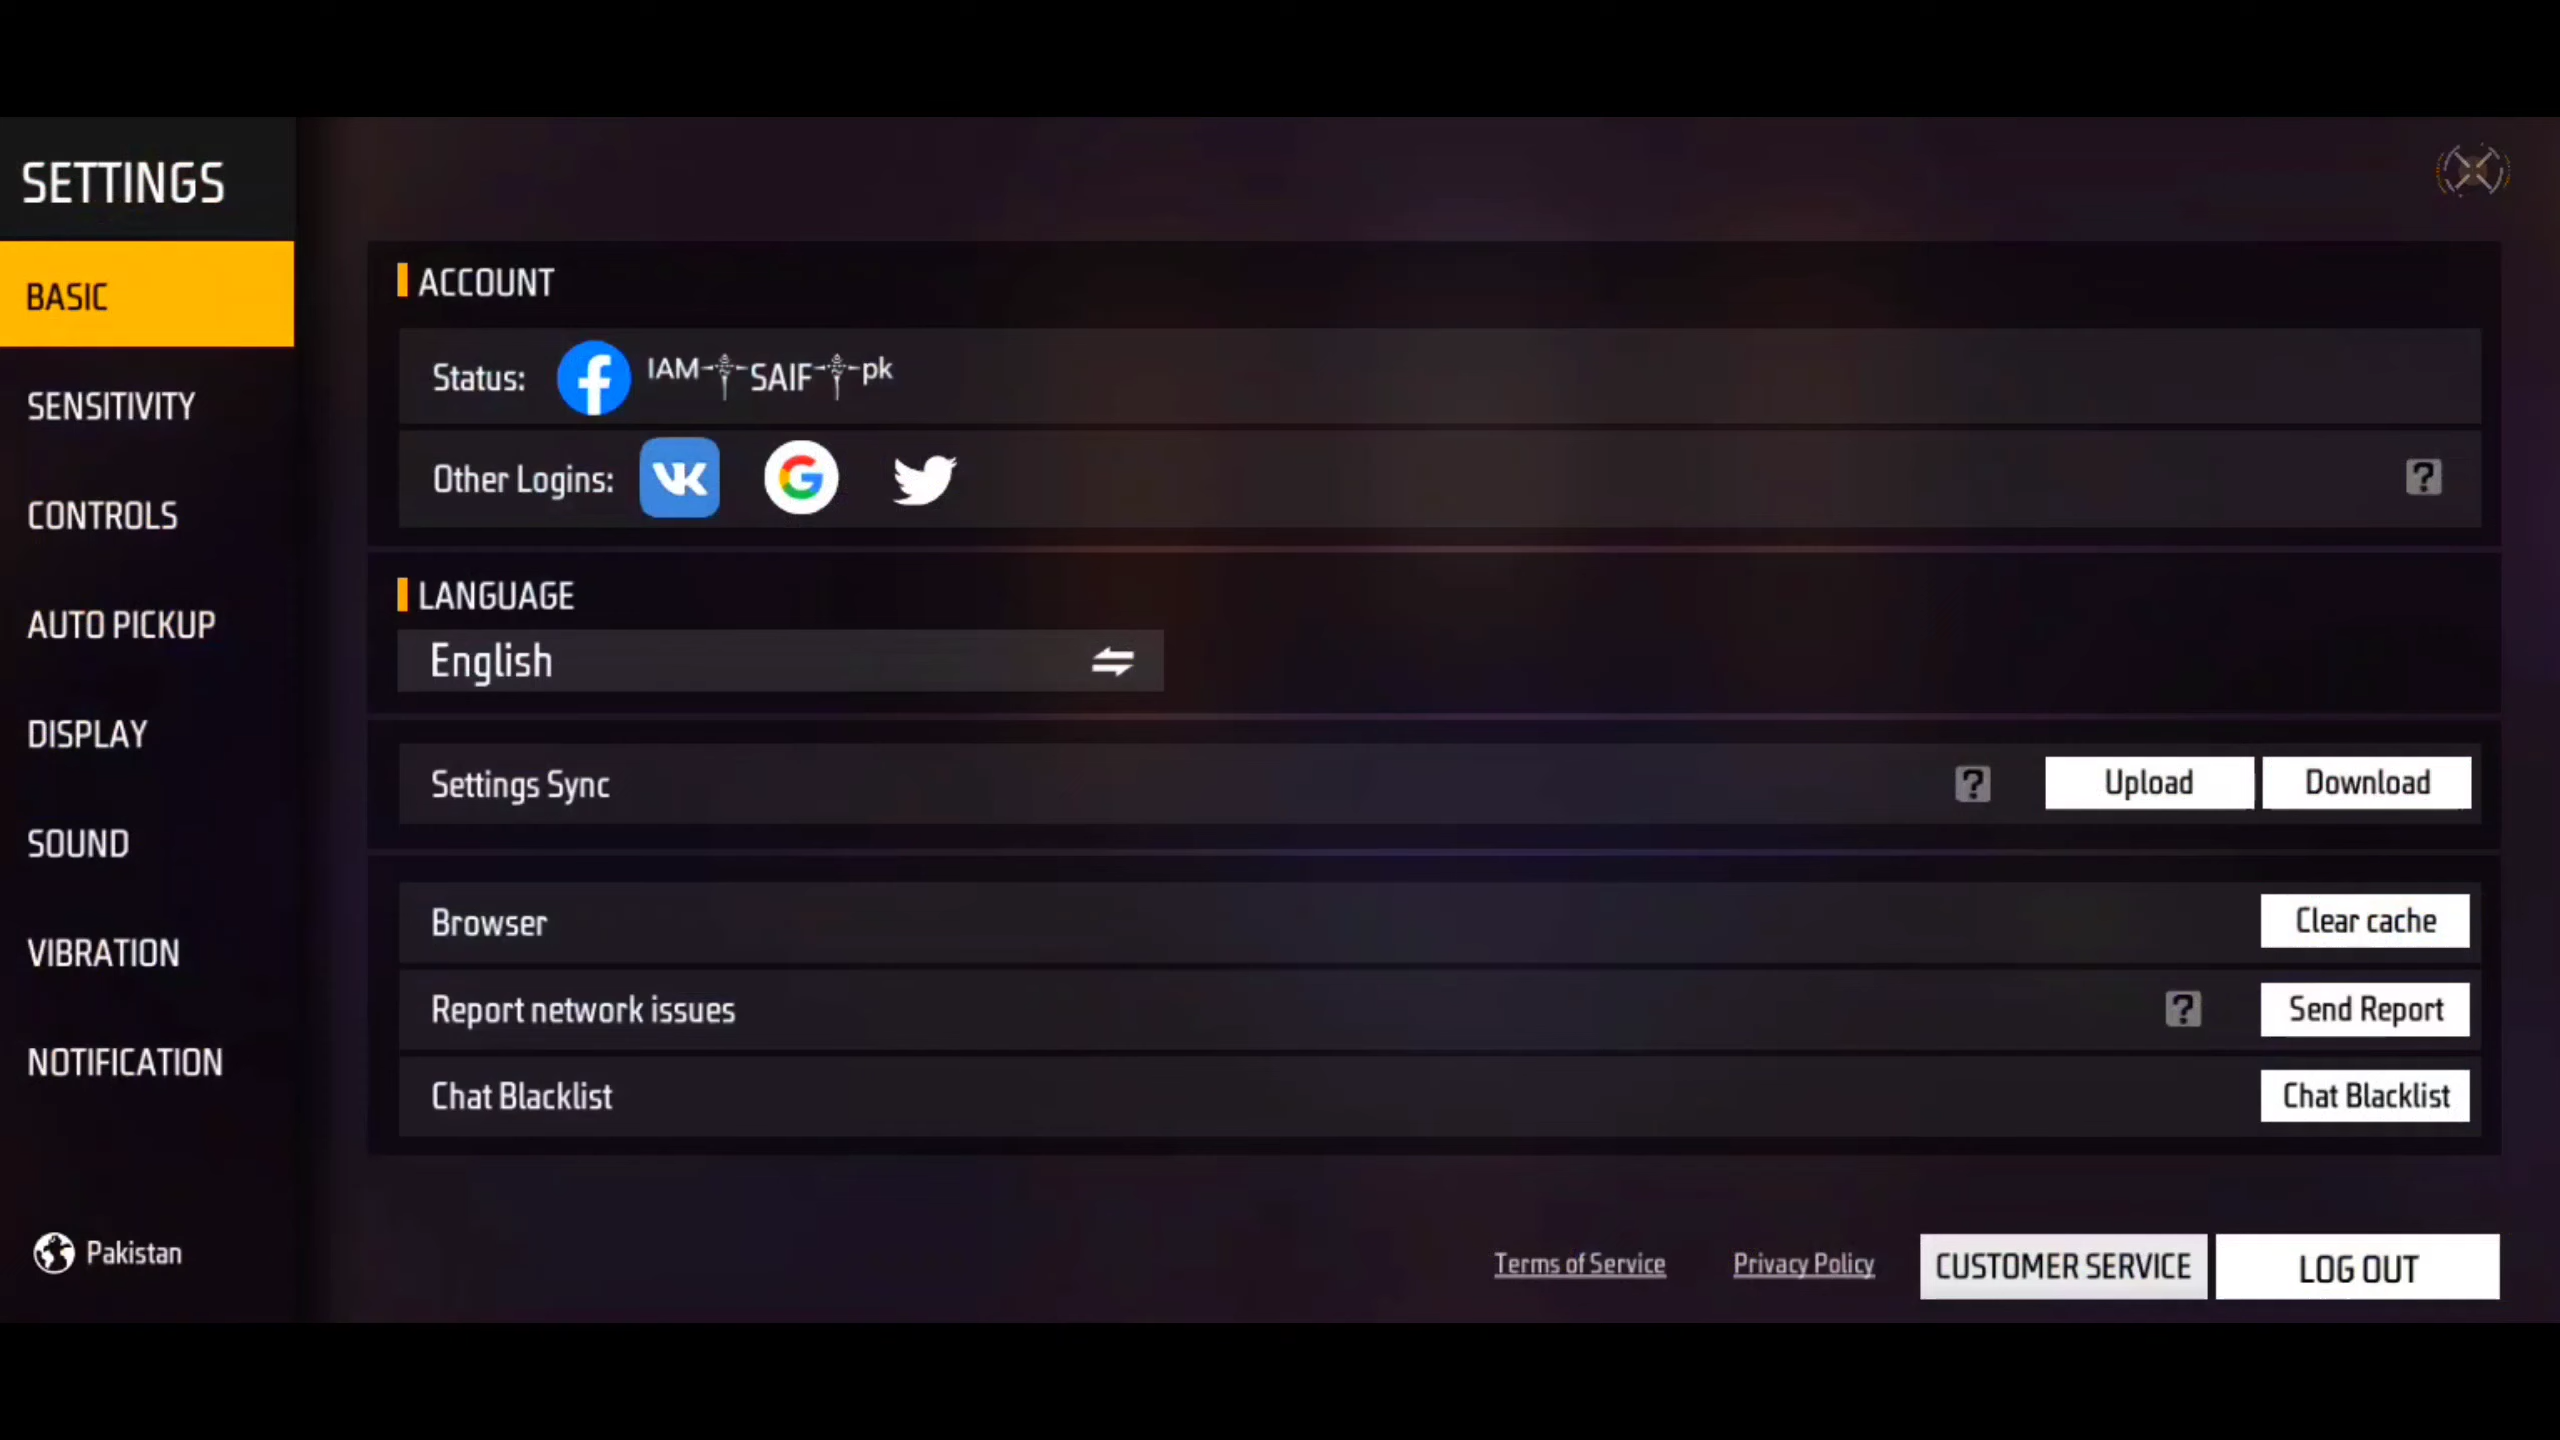 SETTINGS
BASIC
SENSITIVITY
CONTROLS
AUTO PICKUP
DISPLAY
SOUND
VIBRATION
NOTIFICATION
Pakistan
ACCOUNT
Status: IAM SAIF pk
Other Logins: ?
LANGUAGE
English
Settings Sync ? Upload Download
Browser Clear cache
Report network issues ? Send Report
Chat Blacklist Chat Blacklist
Terms of Service Privacy Policy CUSTOMER SERVICE LOG OUT